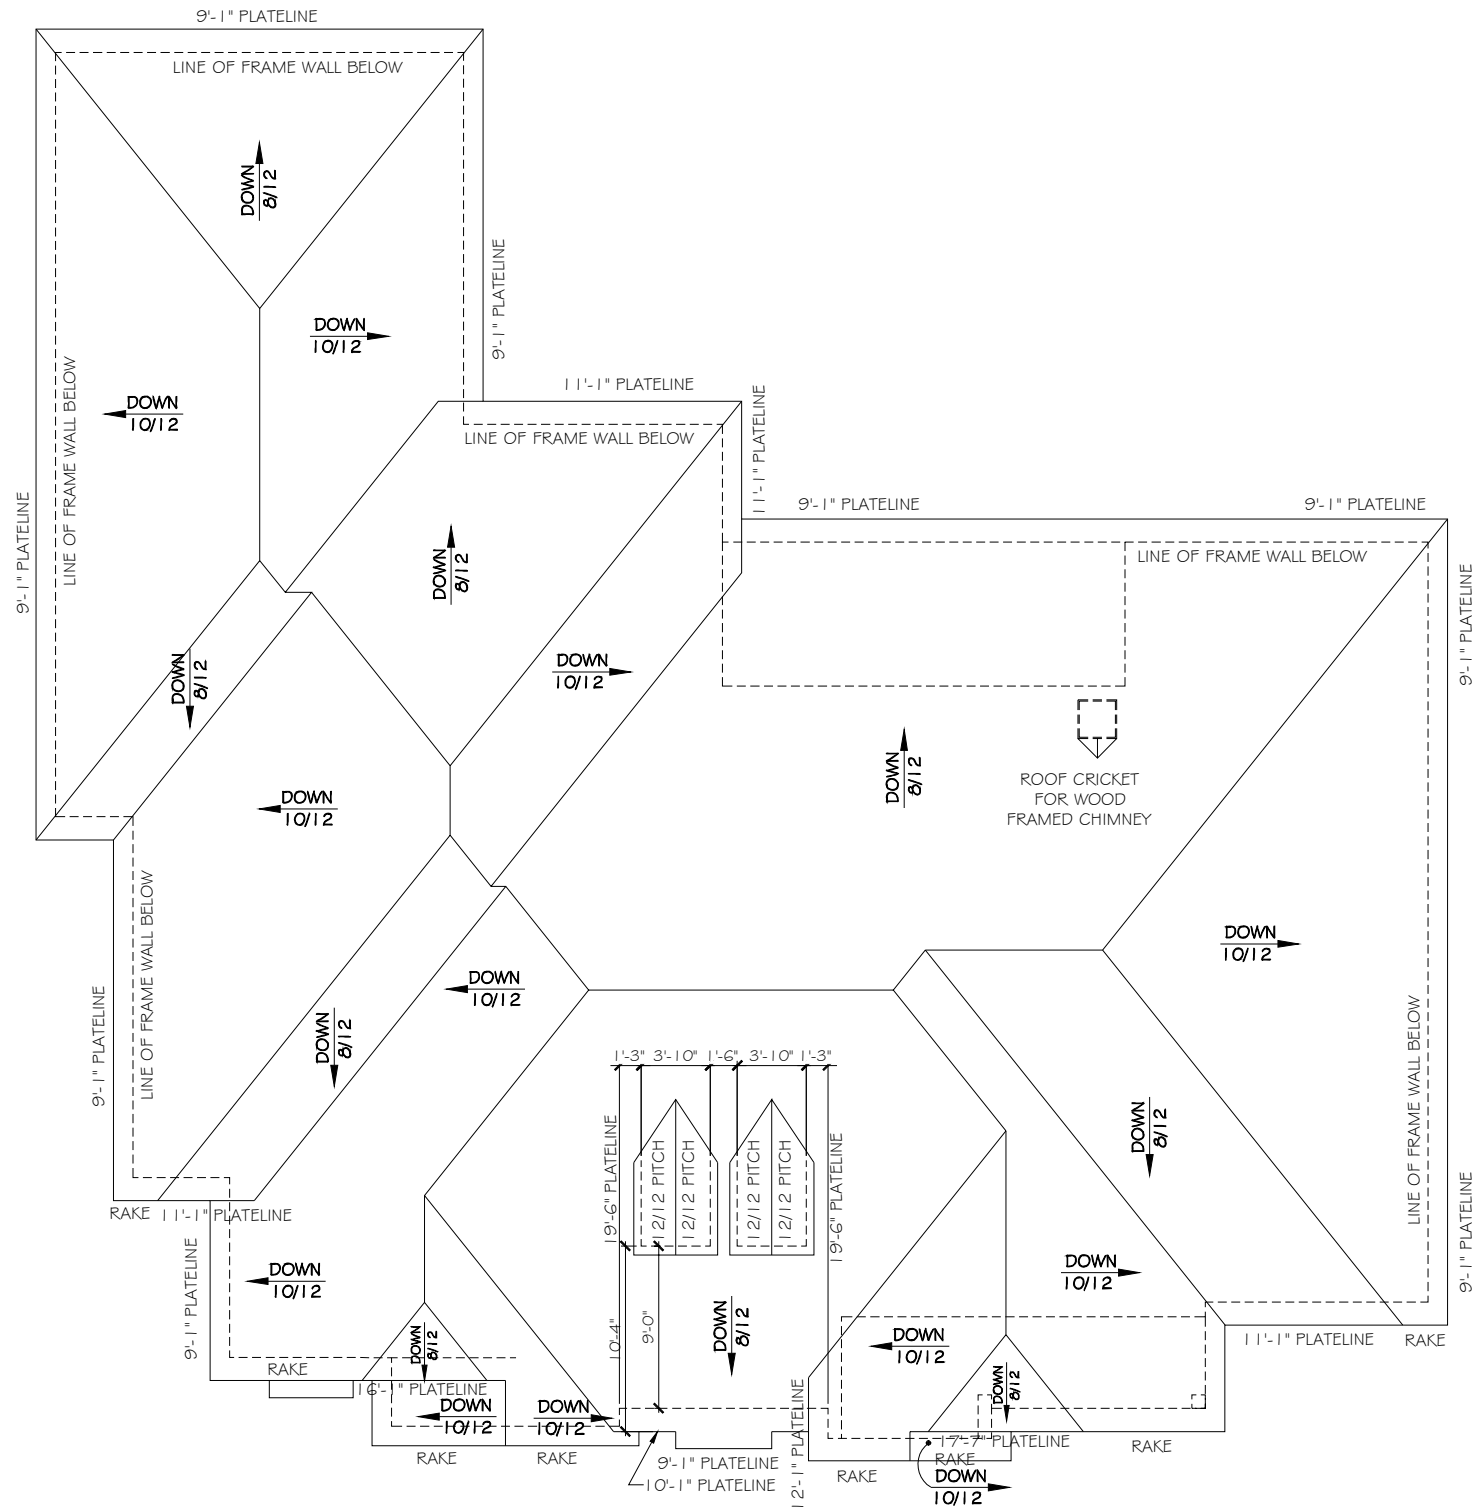 9'-1" PLATELINE
LINE OF FRAME WALL BELOW
DOWN
8/12
9'-1" PLATELINE
DOWN
10/12
11'-1" PLATELINE
11'-1" PLATELINE
LINE OF FRAME WALL BELOW
DOWN
10/12
LINE OF FRAME WALL BELOW
9'-1" PLATELINE
9'-1" PLATELINE
9'-1" PLATELINE
LINE OF FRAME WALL BELOW
DOWN
8/12
9'-1" PLATELINE
DOWN
8/12
DOWN
10/12
DOWN
8/12
ROOF CRICKET
FOR WOOD
FRAMED CHIMNEY
DOWN
10/12
LINE OF FRAME WALL BELOW
DOWN
10/12
DOWN
10/12
9'-1" PLATELINE
DOWN
8/12
LINE OF FRAME WALL BELOW
1'-3" 3'-10" 1'-6" 3'-10" 1'-3"
19'-6" PLATELINE
12/12 PITCH
12/12 PITCH
12/12 PITCH
12/12 PITCH
19'-6" PLATELINE
DOWN
8/12
9'-1" PLATELINE
RAKE
11'-1" PLATELINE
9'-1" PLATELINE
DOWN
10/12
DOWN
10/12
10'-4"
9'-0"
DOWN
8/12
DOWN
8/12
DOWN
10/12
11'-1" PLATELINE
RAKE
RAKE
16'-1" PLATELINE
DOWN
8/12
DOWN
10/12
DOWN
10/12
12'-1" PLATELINE
17'-7" PLATELINE
RAKE
RAKE
RAKE
RAKE
RAKE
9'-1" PLATELINE
10'-1" PLATELINE
DOWN
10/12